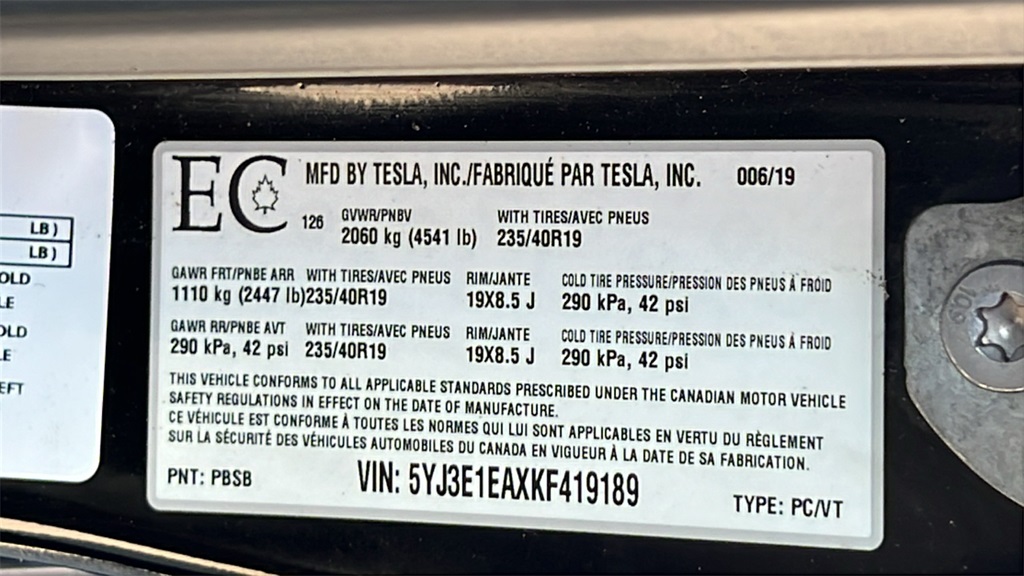 LB)
LB)
OLD
LE
OLD
LE
EFT
EC MFD BY TESLA, INC./FABRIQUÉ PAR TESLA, INC. 006/19
126 GVWR/PNBV WITH TIRES/AVEC PNEUS
2060 kg (4541 lb) 235/40R19
GAWR FRT/PNBE ARR WITH TIRES/AVEC PNEUS RIM/JANTE COLD TIRE PRESSURE/PRESSION DES PNEUS À FROID
1110 kg (2447 lb)235/40R19 19X8.5 J 290 kPa, 42 psi
GAWR RR/PNBE AVT WITH TIRES/AVEC PNEUS RIM/JANTE COLD TIRE PRESSURE/PRESSION DES PNEUS À FROID
290 kPa, 42 psi 235/40R19 19X8.5 J 290 kPa, 42 psi
THIS VEHICLE CONFORMS TO ALL APPLICABLE STANDARDS PRESCRIBED UNDER THE CANADIAN MOTOR VEHICLE
SAFETY REGULATIONS IN EFFECT ON THE DATE OF MANUFACTURE.
CE VÉHICULE EST CONFORME À TOUTES LES NORMES QUI LUI SONT APPLICABLES EN VERTU DU RÈGLEMENT
SUR LA SÉCURITÉ DES VÉHICULES AUTOMOBILES DU CANADA EN VIGUEUR À LA DATE DE SA FABRICATION.
PNT: PBSB VIN: 5YJ3E1EAXKF419189 TYPE: PC/VT